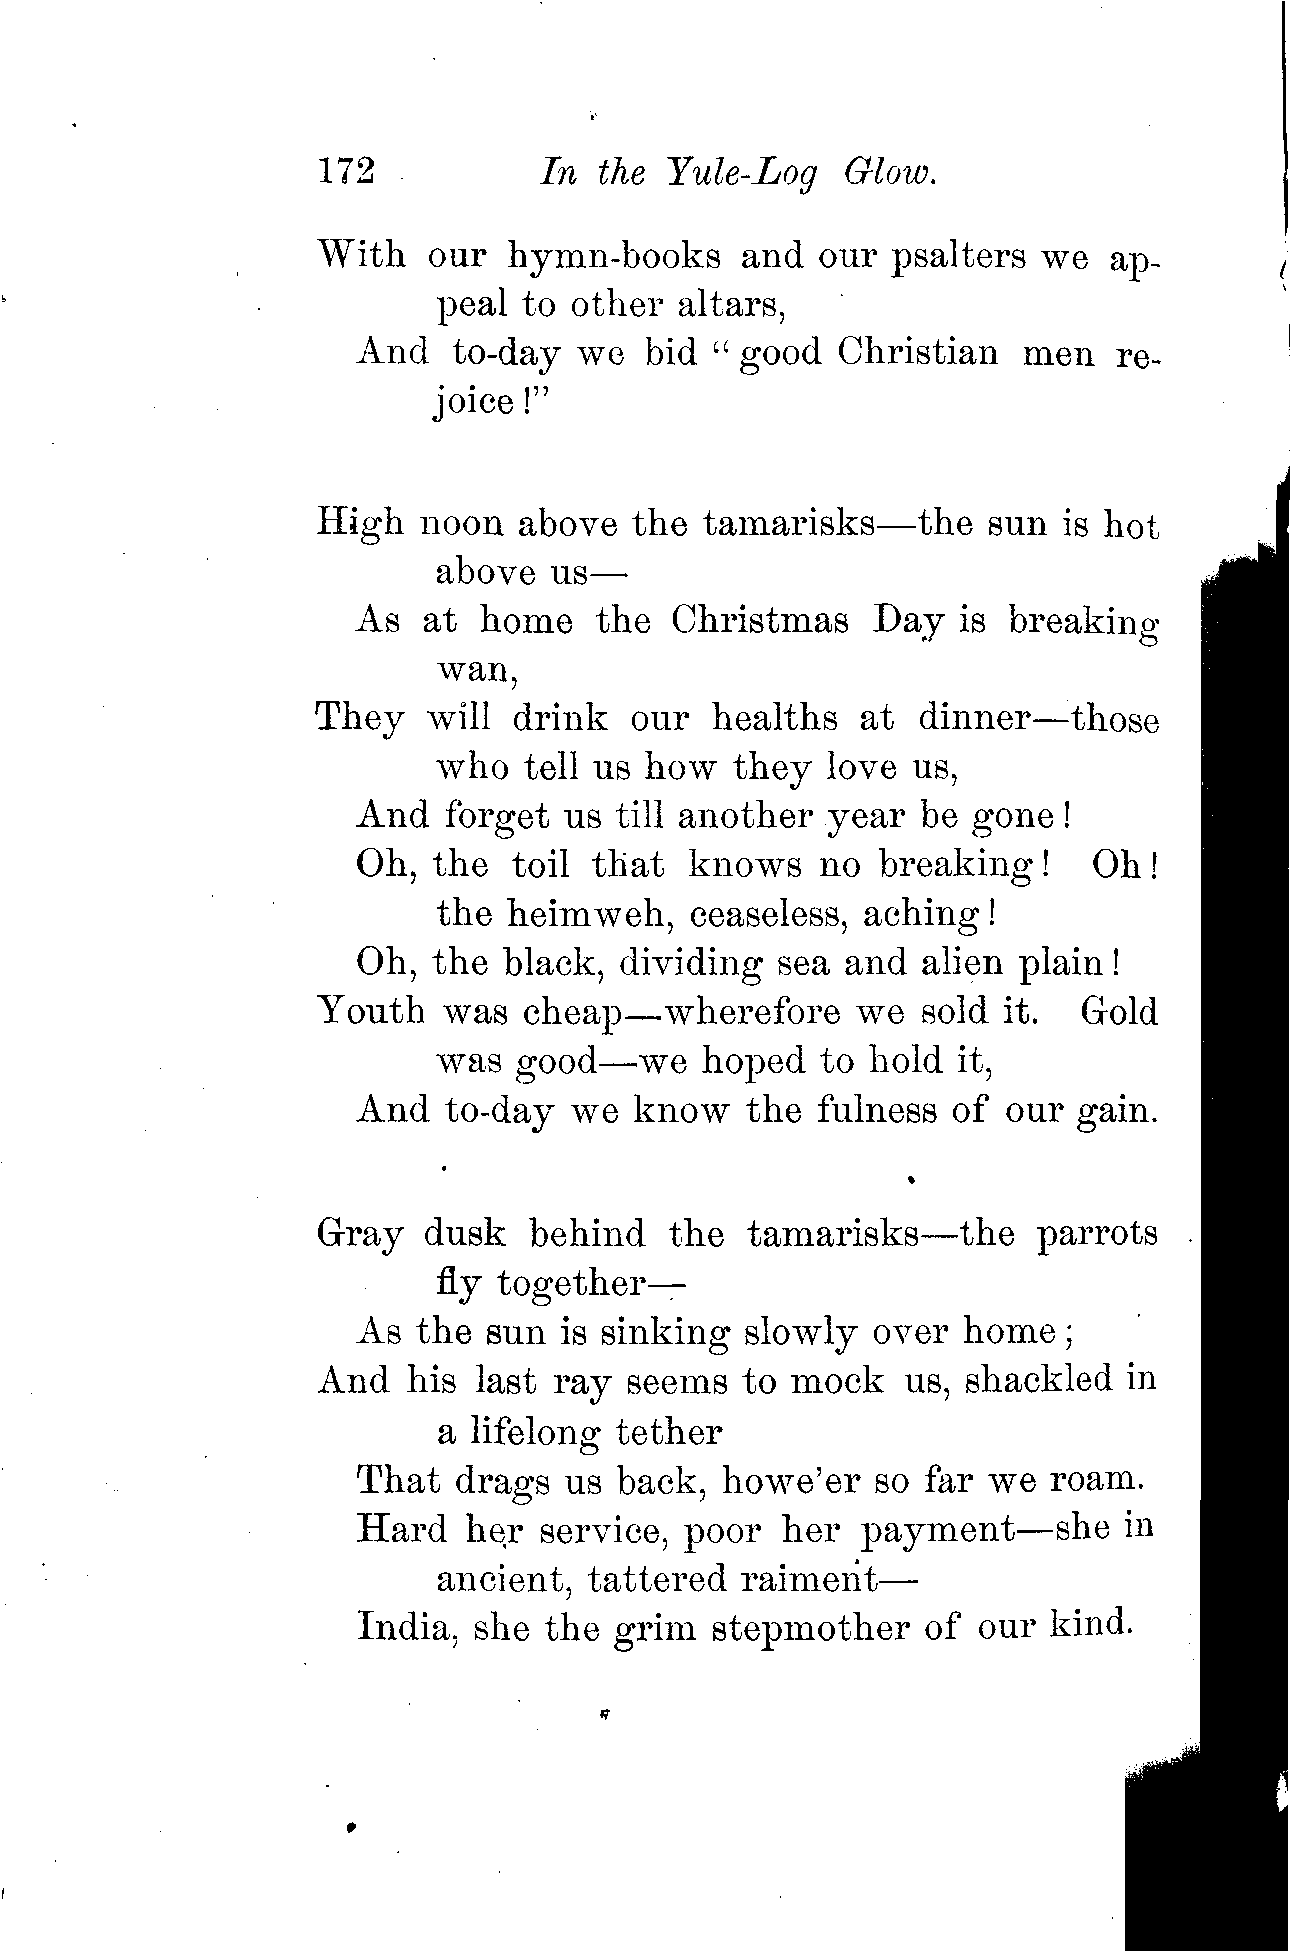 172 In the Yule-Log Glow.
With our hymn-books and our psalters we ap-
peal to other altars,
And to-day we bid “good Christian men re-
joice!”
High noon above the tamarisks—the sun is hot
above us—
As at home the Christmas Day is breaking
wan,
They will drink our healths at dinner—those
who tell us how they love us,
And forget us till another year be gone!
Oh, the toil that knows no breaking! Oh!
the heimweh, ceaseless, aching!
Oh, the black, dividing sea and alien plain!
Youth was cheap—wherefore we sold it. Gold
was good—we hoped to hold it,
And to-day we know the fulness of our gain.
Gray dusk behind the tamarisks—the parrots
fly together—
As the sun is sinking slowly over home;
And his last ray seems to mock us, shackled in
a lifelong tether
That drags us back, howe’er so far we roam.
Hard her service, poor her payment—she in
ancient, tattered raiment—
India, she the grim stepmother of our kind.